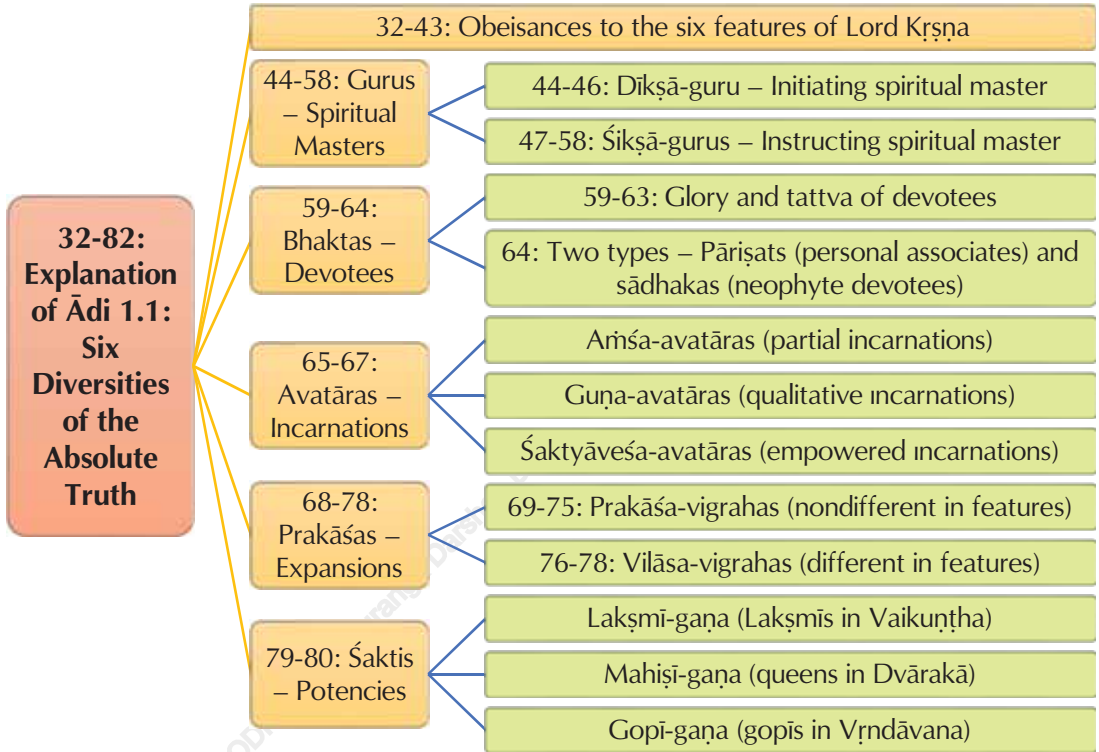 32-43: Obeisances to the six features of Lord Kṛṣṇa
44-58: Gurus
– Spiritual
Masters
44-46: Dīkṣā-guru – Initiating spiritual master
47-58: Śikṣā-gurus – Instructing spiritual master
32-82:
Explanation
of Ādi 1.1:
Six
Diversities
of the
Absolute
Truth
59-64:
Bhaktas –
Devotees
59-63: Glory and tattva of devotees
64: Two types – Pāriṣats (personal associates) and
sādhakas (neophyte devotees)
65-67:
Avatāras –
Incarnations
Aṁśa-avatāras (partial incarnations)
Guṇa-avatāras (qualitative incarnations)
Śaktyāveśa-avatāras (empowered incarnations)
68-78:
Prakāśas –
Expansions
69-75: Prakāśa-vigrahas (nondifferent in features)
76-78: Vilāsa-vigrahas (different in features)
79-80: Śaktis
– Potencies
Lakṣmī-gaṇa (Lakṣmīs in Vaikuṇṭha)
Mahiṣī-gaṇa (queens in Dvārakā)
Gopī-gaṇa (gopīs in Vṛndāvana)